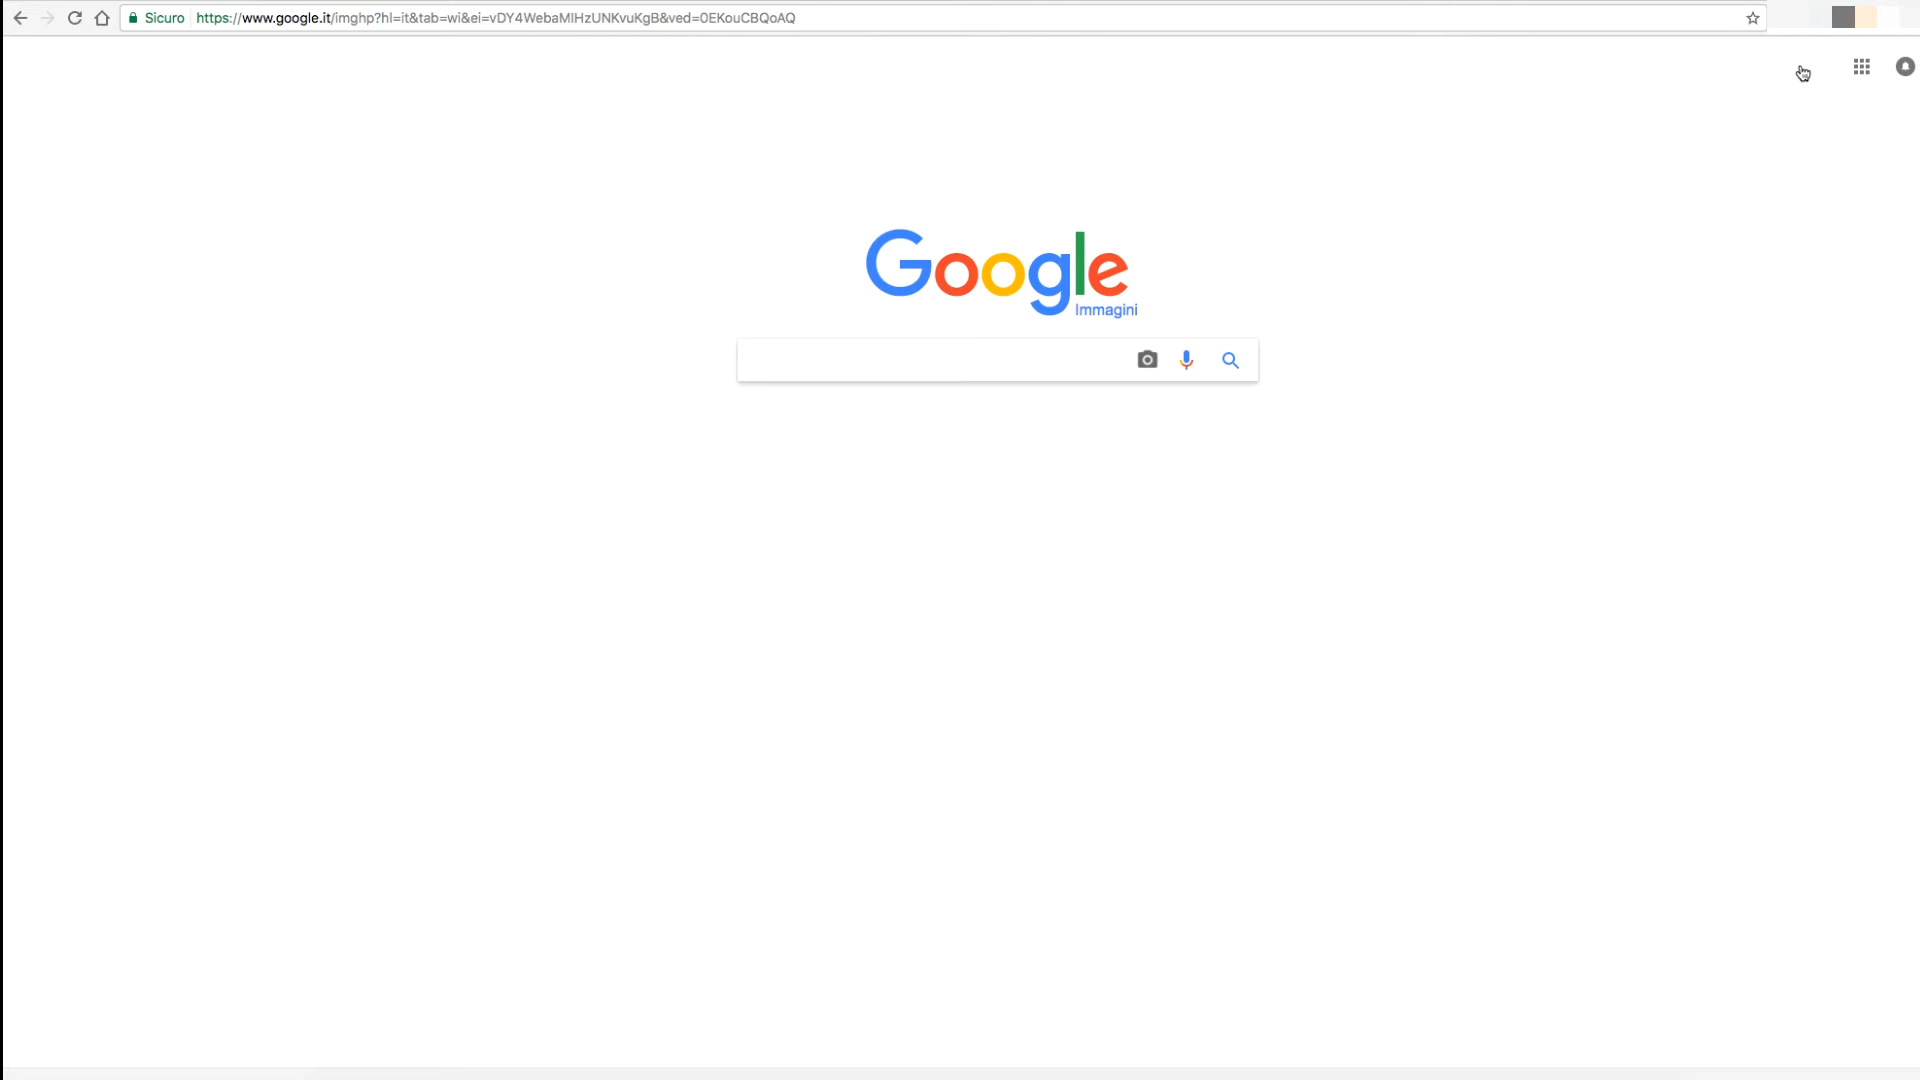 Sicuro https://www.google.it/imghp?hl=it&tab=wi&ei=vDY4WebaMIHzUNKvuKgB&ved=0EKouCBQoAQ
Google
Immagini